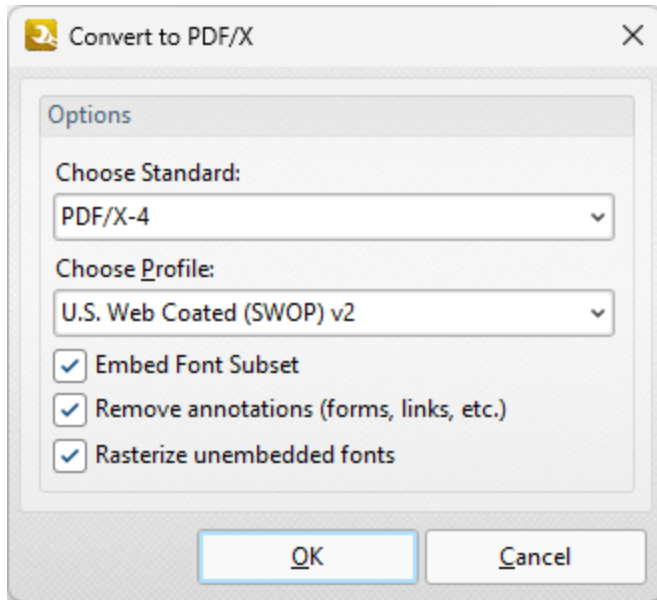 Convert to PDF/X
Options
Choose Standard:
PDF/X-4
Choose Profile:
U.S. Web Coated (SWOP) v2
Embed Font Subset
Remove annotations (forms, links, etc.)
Rasterize unembedded fonts
OK
Cancel